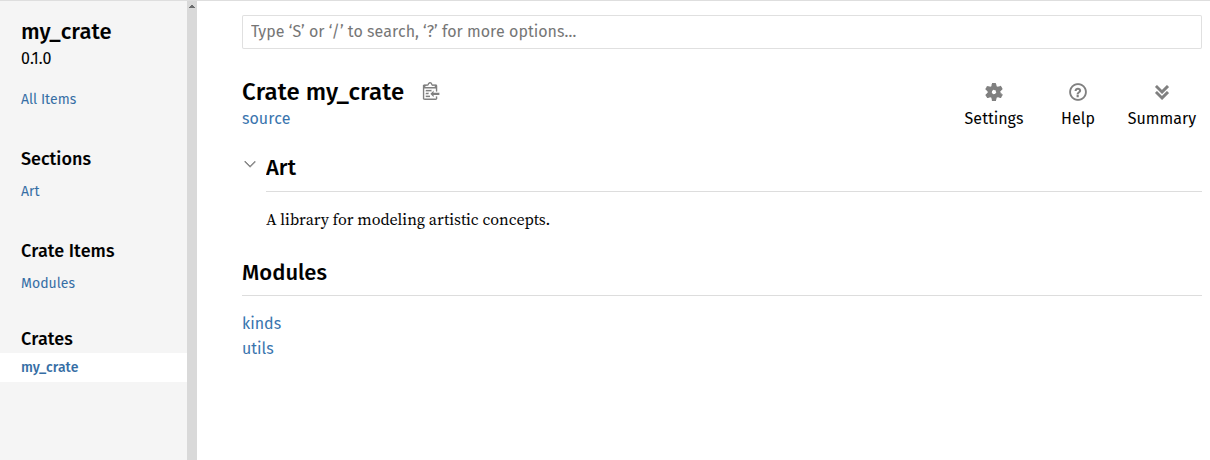 my_crate
0.1.0
All Items
Sections
Art
Crate Items
Modules
Crates
my_crate
Type ‘S’ or ‘/’ to search, ‘?’ for more options…
Crate my_crate
source
Settings
Help
Summary
Art
A library for modeling artistic concepts.
Modules
kinds
utils